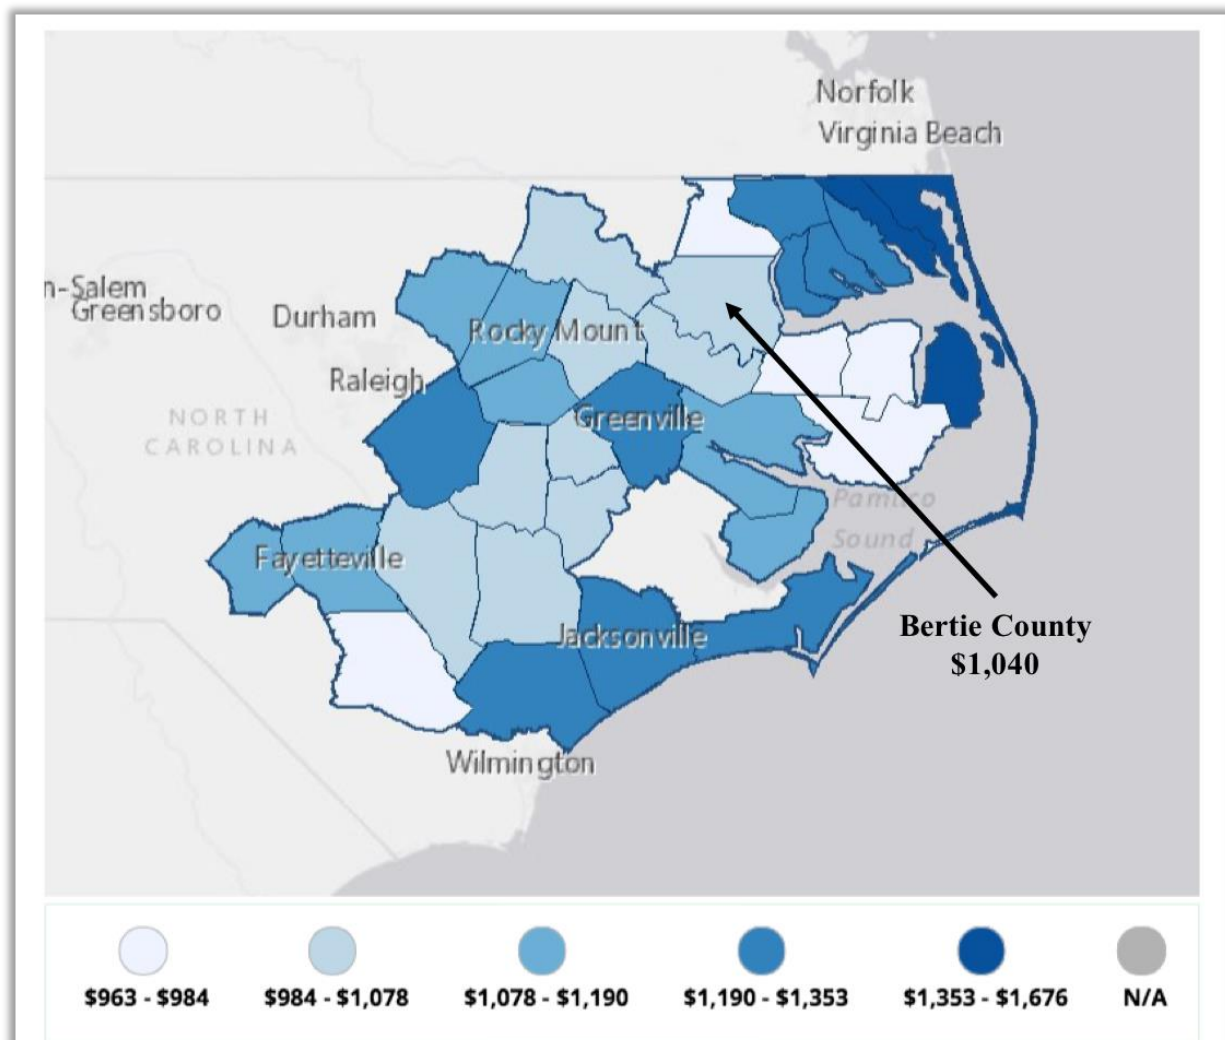 Norfolk
Virginia Beach
n-Salem
Greensboro
Durham
Rocky Mount
Raleigh
NORTH
CAROLINA
Greenville
Pamlico
Sound
Fayetteville
Jacksonville
Bertie County
$1,040
Wilmington
$963 - $984
$984 - $1,078
$1,078 - $1,190
$1,190 - $1,353
$1,353 - $1,676
N/A